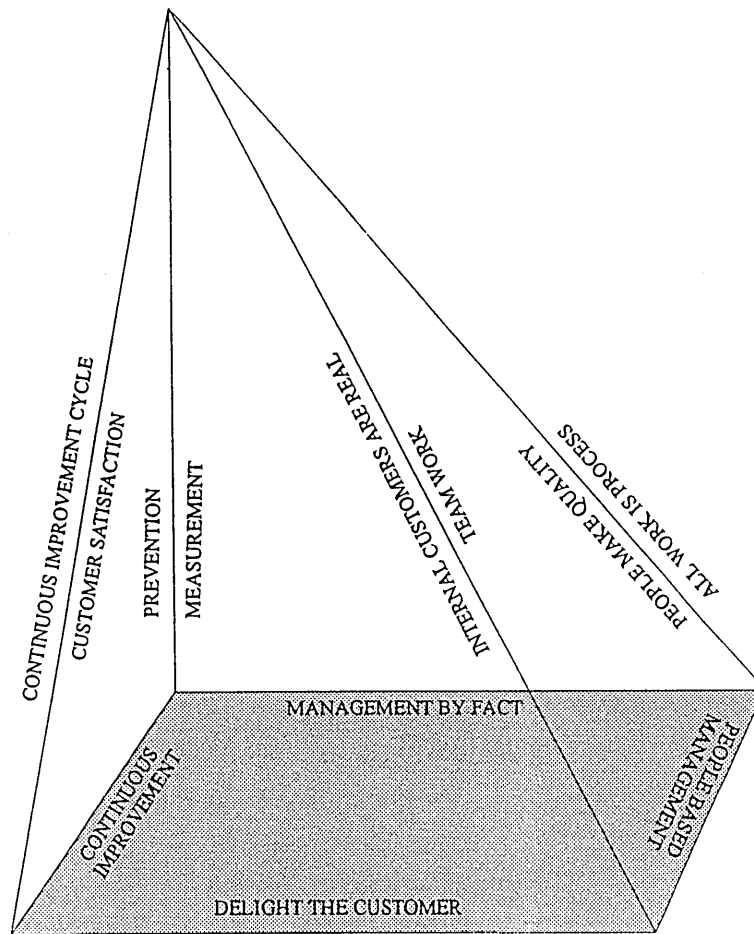 CONTINUOUS IMPROVEMENT CYCLE
CUSTOMER SATISFACTION
PREVENTION
MEASUREMENT
INTERNAL CUSTOMERS ARE REAL
TEAM WORK
PEOPLE MAKE QUALITY
ALL WORK IS PROCESS
MANAGEMENT BY FACT
CONTINUOUS
IMPROVEMENT
PEOPLE BASED
MANAGEMENT
DELIGHT THE CUSTOMER